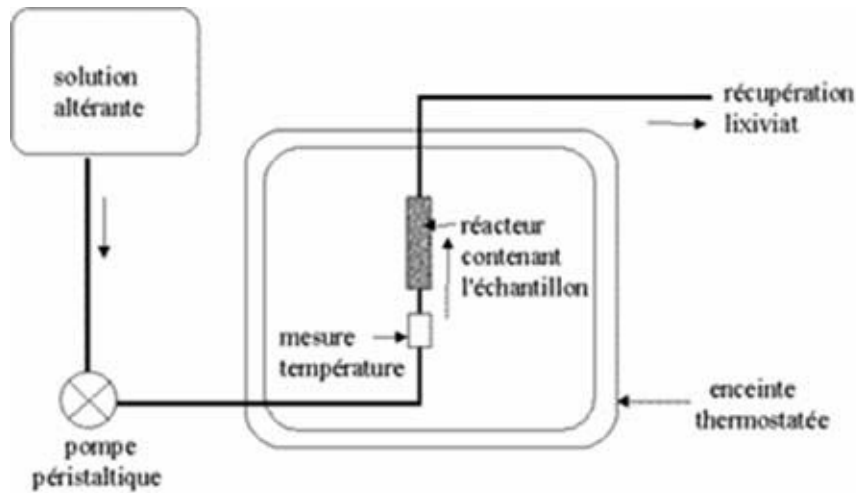 solution
altérante
récupération
lixiviat
réacteur
contenant
l'échantillon
mesure
température
enceinte
thermostatée
pompe
péristaltique